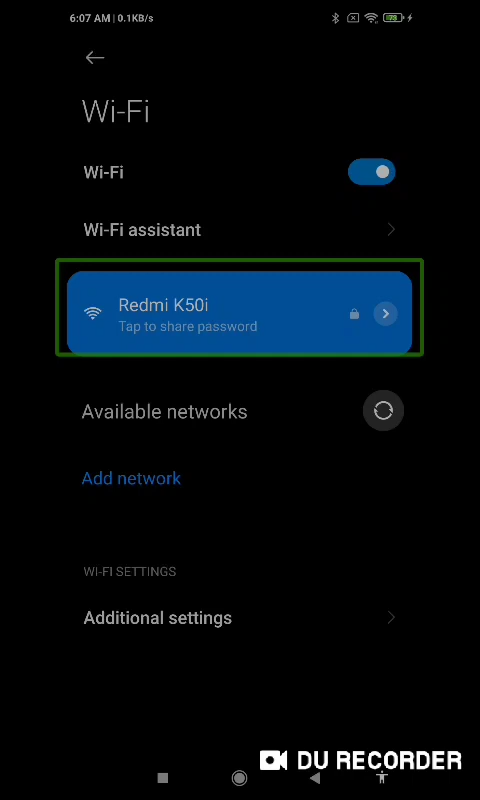 6:07 AM | 0.1KB/s
73
Wi-Fi
Wi-Fi
Wi-Fi assistant
Redmi K50i
Tap to share password
Available networks
Add network
WI-FI SETTINGS
Additional settings
DU RECORDER